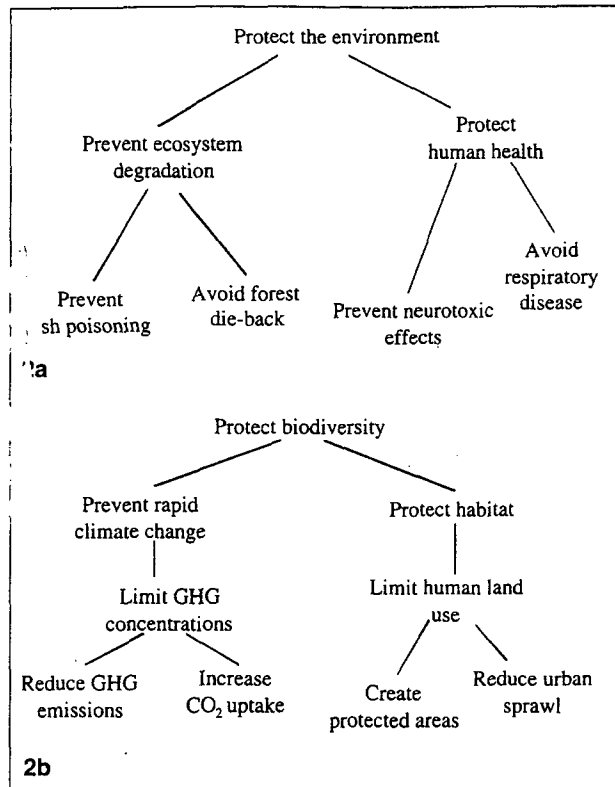 Protect the environment
Prevent ecosystem
degradation
Protect
human health
Prevent
sh poisoning
Avoid forest
die-back
Prevent neurotoxic
effects
Avoid
respiratory
disease
2a
Protect biodiversity
Prevent rapid
climate change
Protect habitat
Limit GHG
concentrations
Limit human land
use
Reduce GHG
emissions
Increase
CO₂ uptake
Create
protected areas
Reduce urban
sprawl
2b